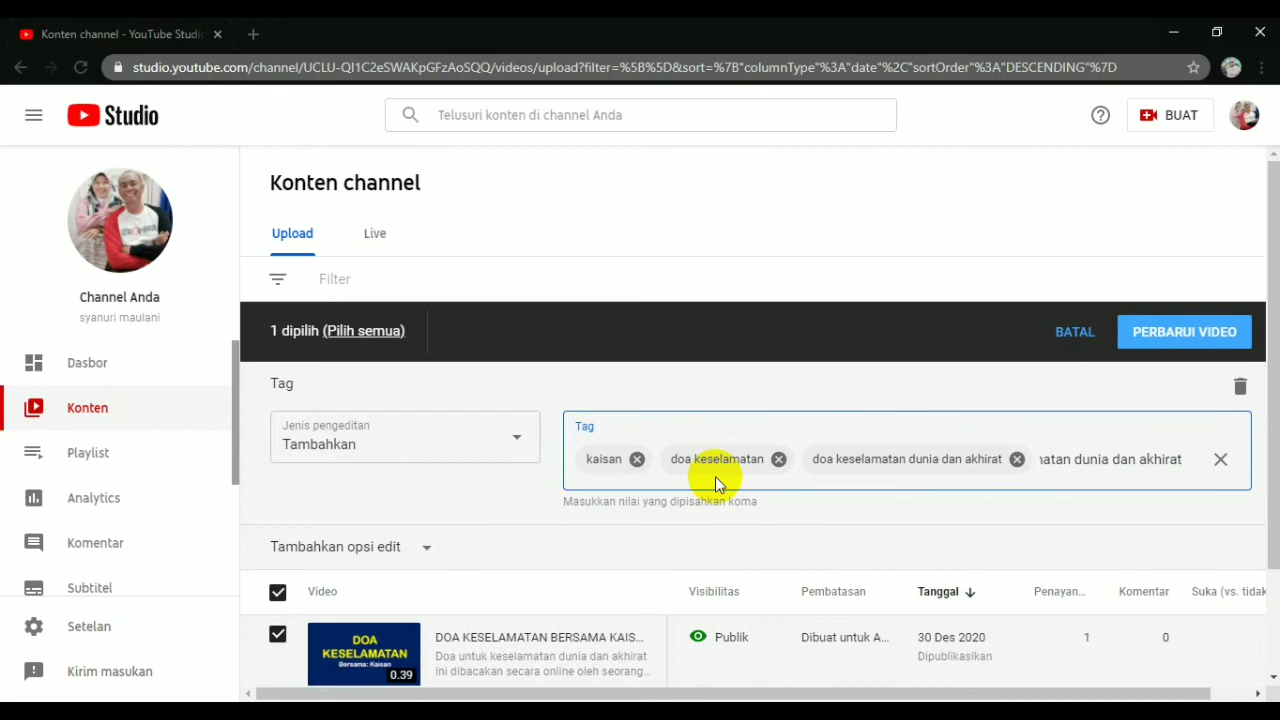 Konten channel - YouTube Studi
studio.youtube.com/channel/UCLU-QI1C2eSWAKpGFzAoSQQ/videos/upload?filter=%5B%5D&sort=%7B"columnType"%3A"date"%2C"sortOrder"%3A"DESCENDING"%7D
Studio
Telusuri konten di channel Anda
BUAT
Konten channel
Upload
Live
Filter
Channel Anda
syanuri maulani
1 dipilih (Pilih semua)
BATAL
PERBARUI VIDEO
Dasbor
Konten
Playlist
Analytics
Komentar
Subtitel
Setelan
Kirim masukan
Tag
Jenis pengeditan
Tambahkan
Tag
kaisan
doa keselamatan
doa keselamatan dunia dan akhirat
natan dunia dan akhirat
Masukkan nilai yang dipisahkan koma
Tambahkan opsi edit
Video
Visibilitas
Pembatasan
Tanggal
Penayan...
Komentar
Suka (vs. tidak
DOA
KESELAMATAN
Bersama: Kaisan
0.39
DOA KESELAMATAN BERSAMA KAIS...
Doa untuk keselamatan dunia dan akhirat
ini dibacakan secara online oleh seorang...
Publik
Dibuat untuk A...
30 Des 2020
Dipublikasikan
1
0